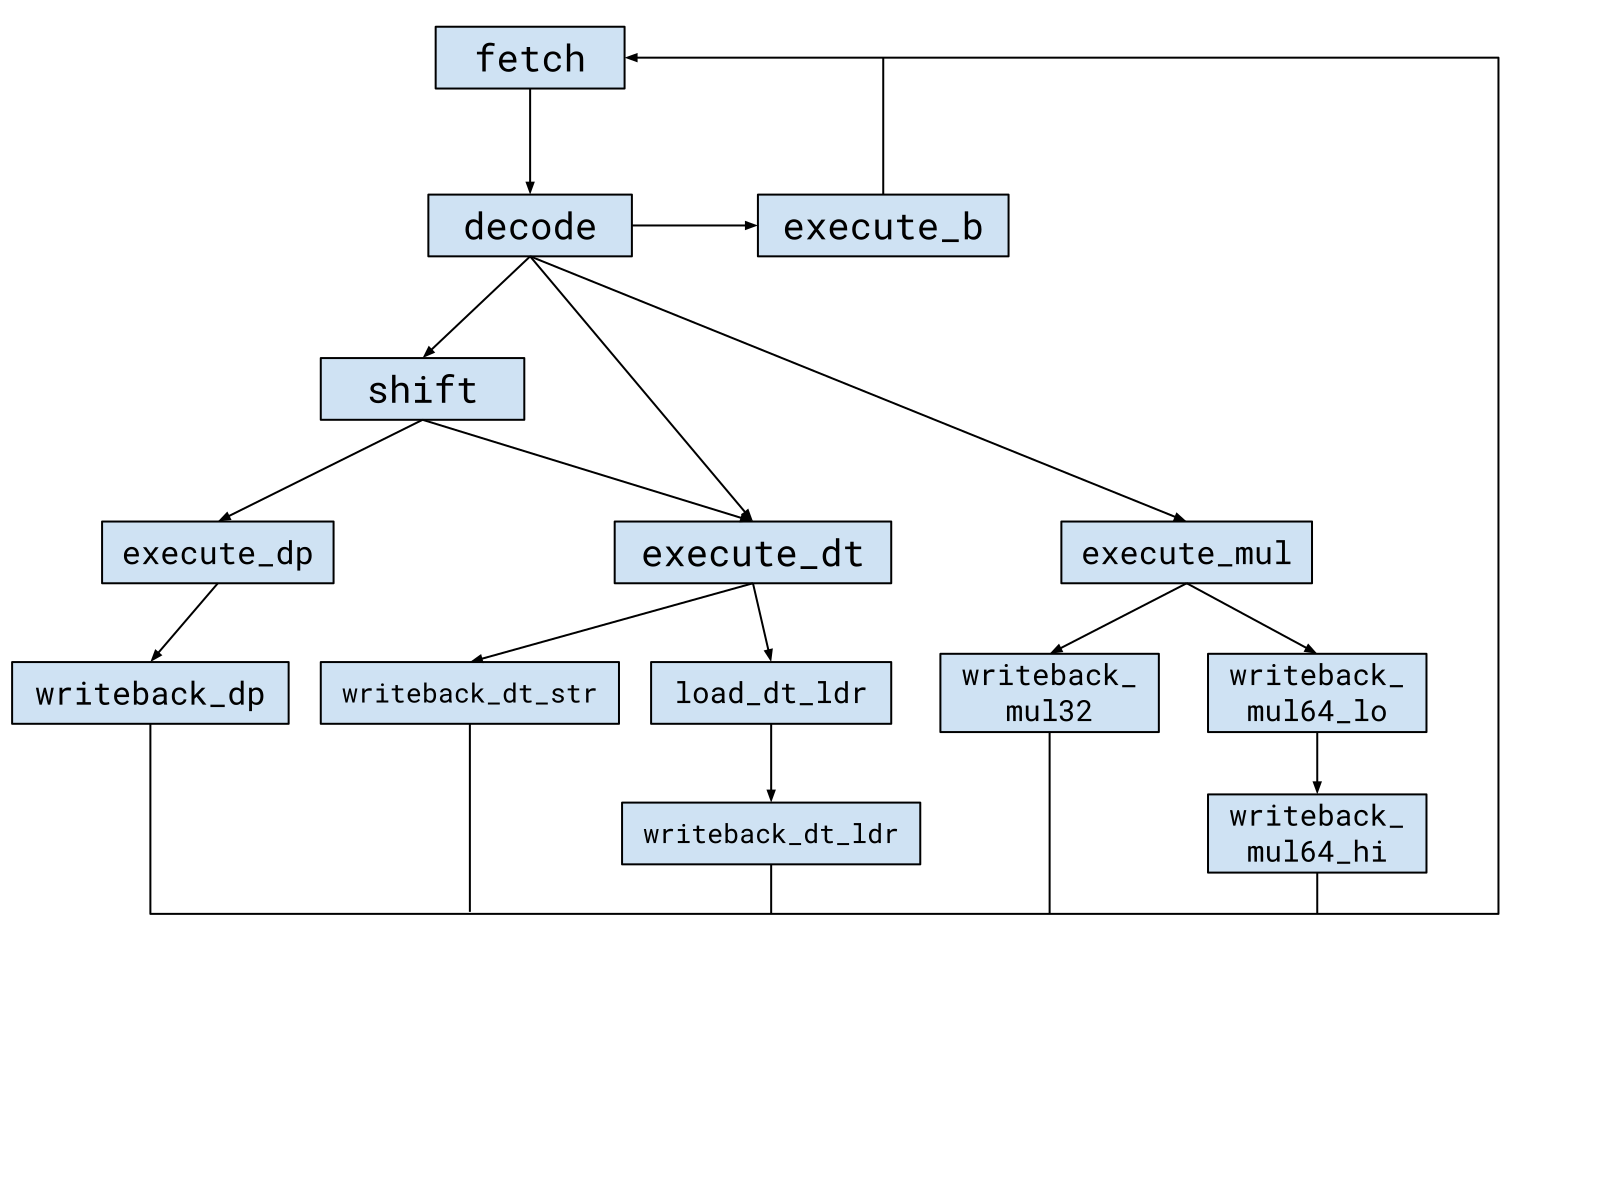 fetch
decode
execute_b
shift
execute_dp
execute_dt
execute_mul
writeback_dp
writeback_dt_str
load_dt_ldr
writeback_
mul32
writeback_
mul64_lo
writeback_dt_ldr
writeback_
mul64_hi